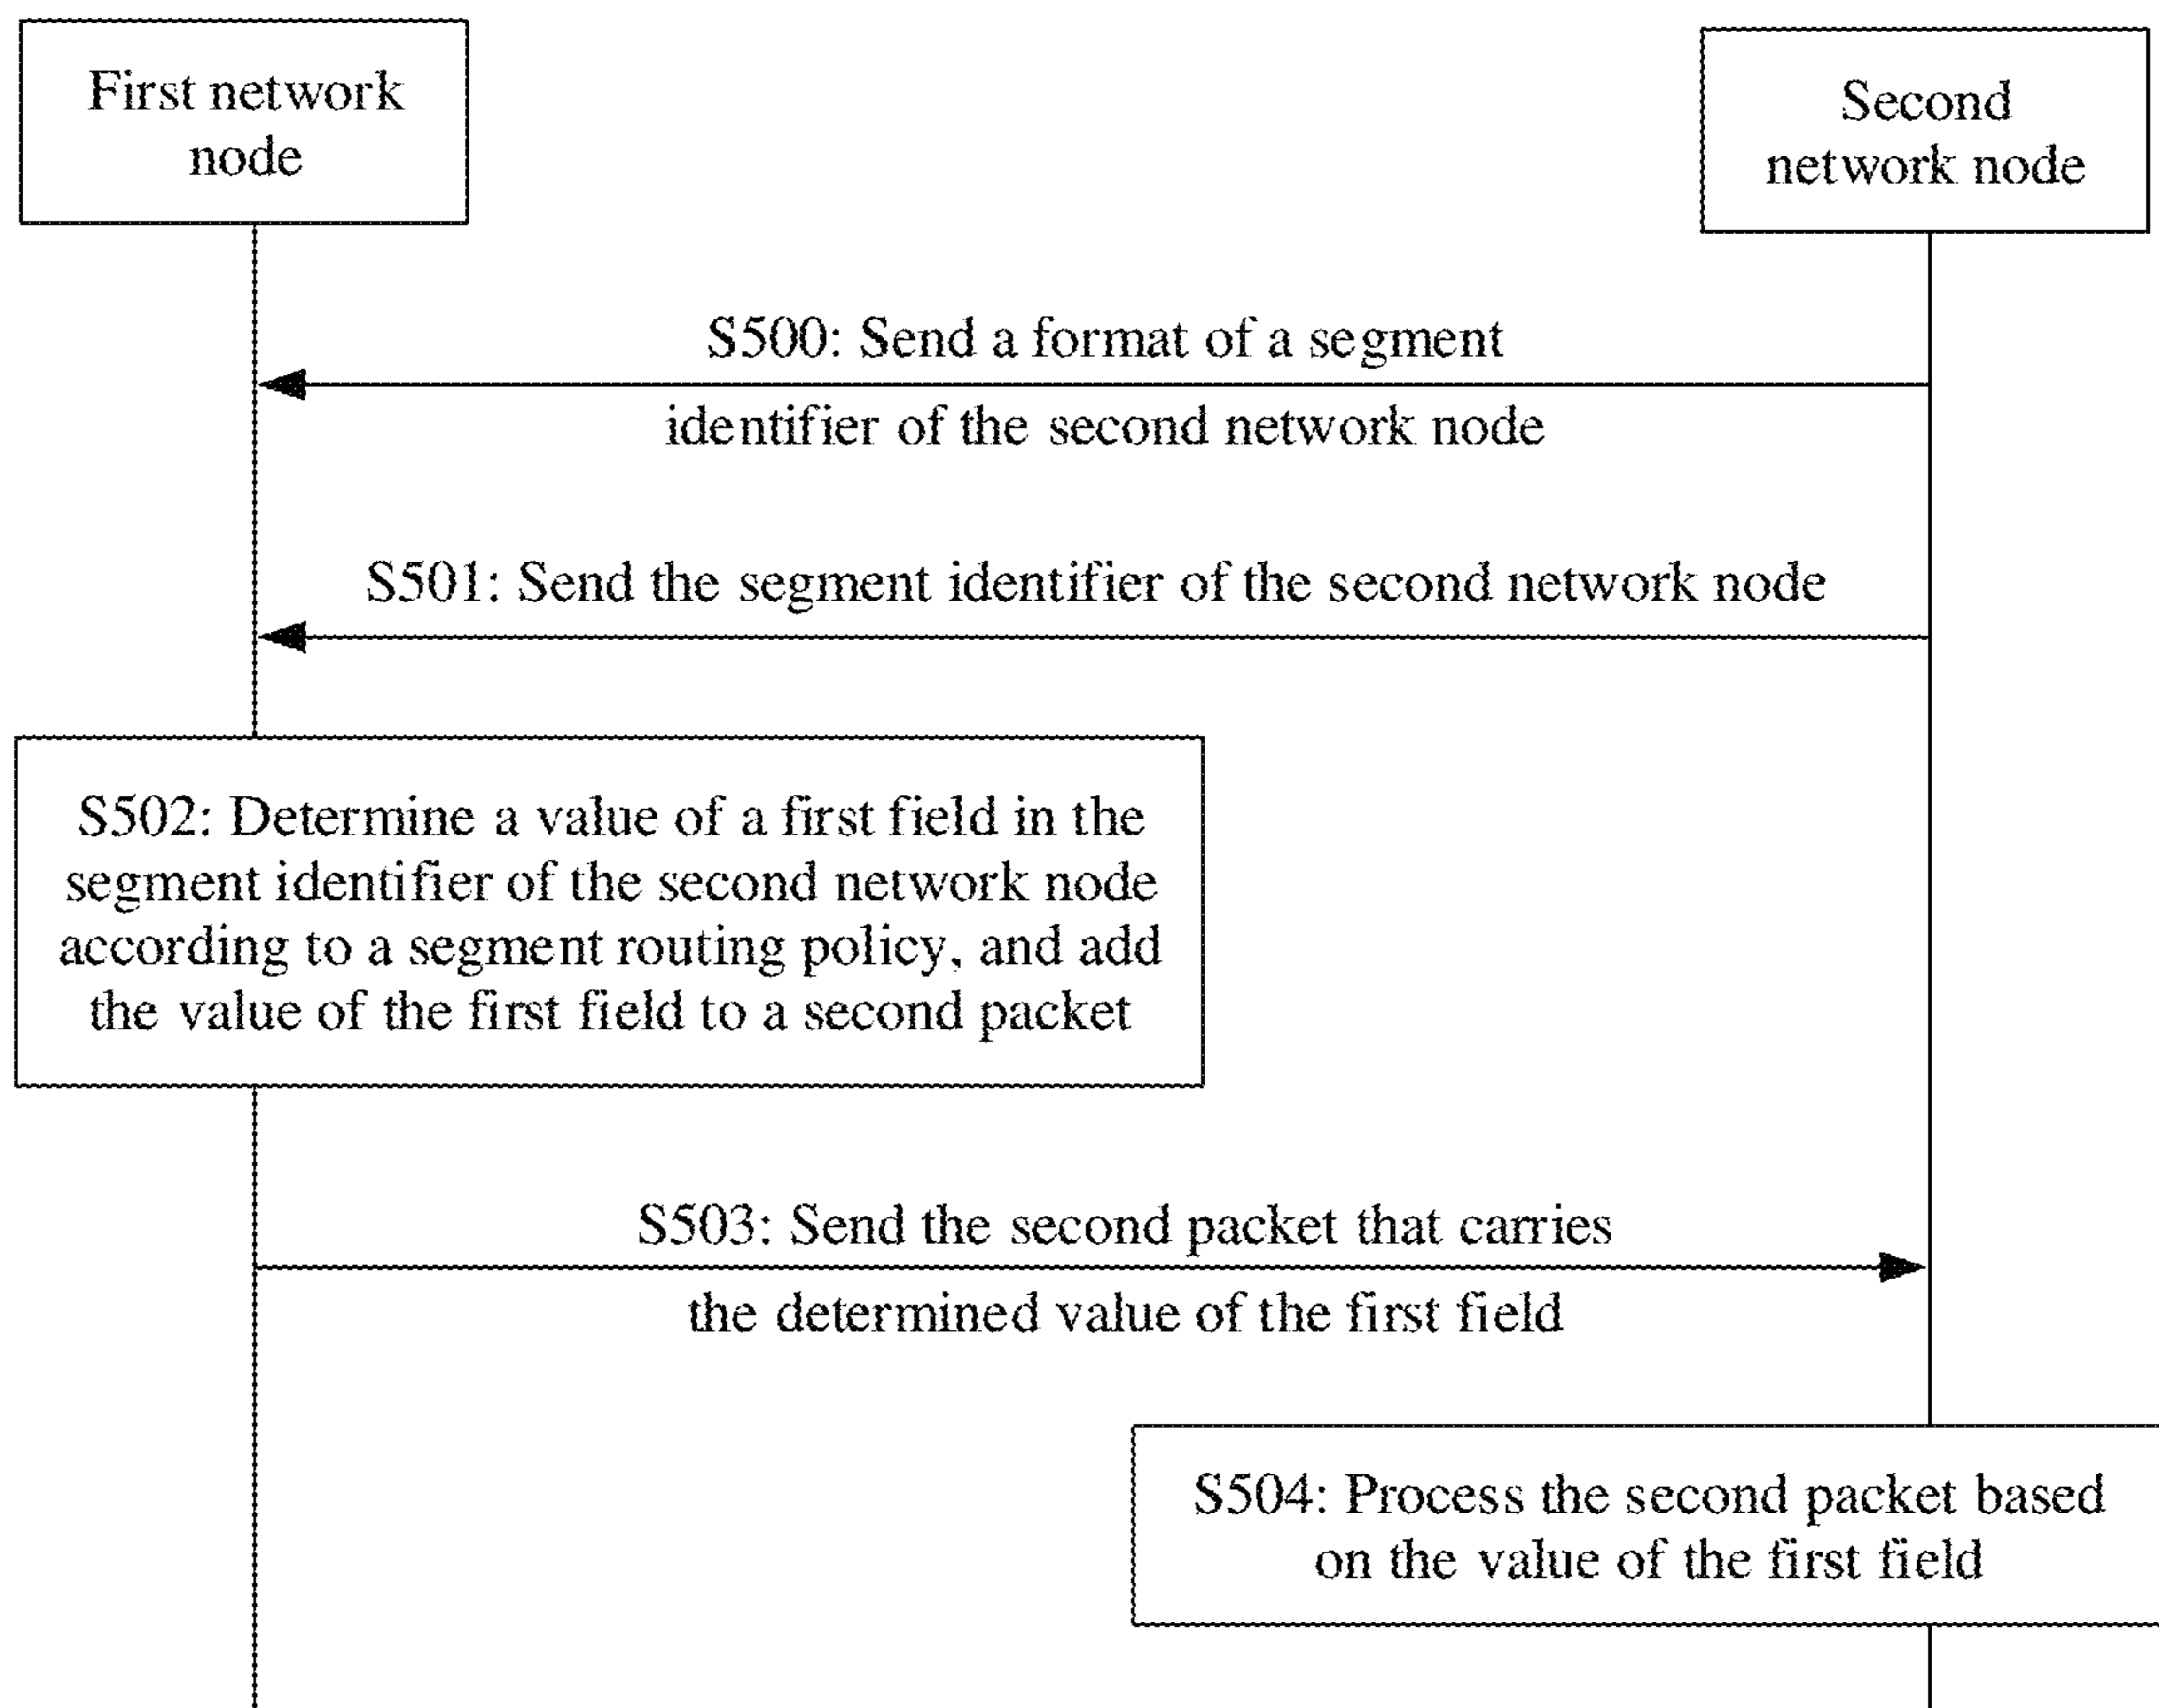 First network
node
Second
network node
S500: Send a format of a segment
identifier of the second network node
S501: Send the segment identifier of the second network node
S502: Determine a value of a first field in the
segment identifier of the second network node
according to a segment routing policy, and add
the value of the first field to a second packet
S503: Send the second packet that carries
the determined value of the first field
S504: Process the second packet based
on the value of the first field